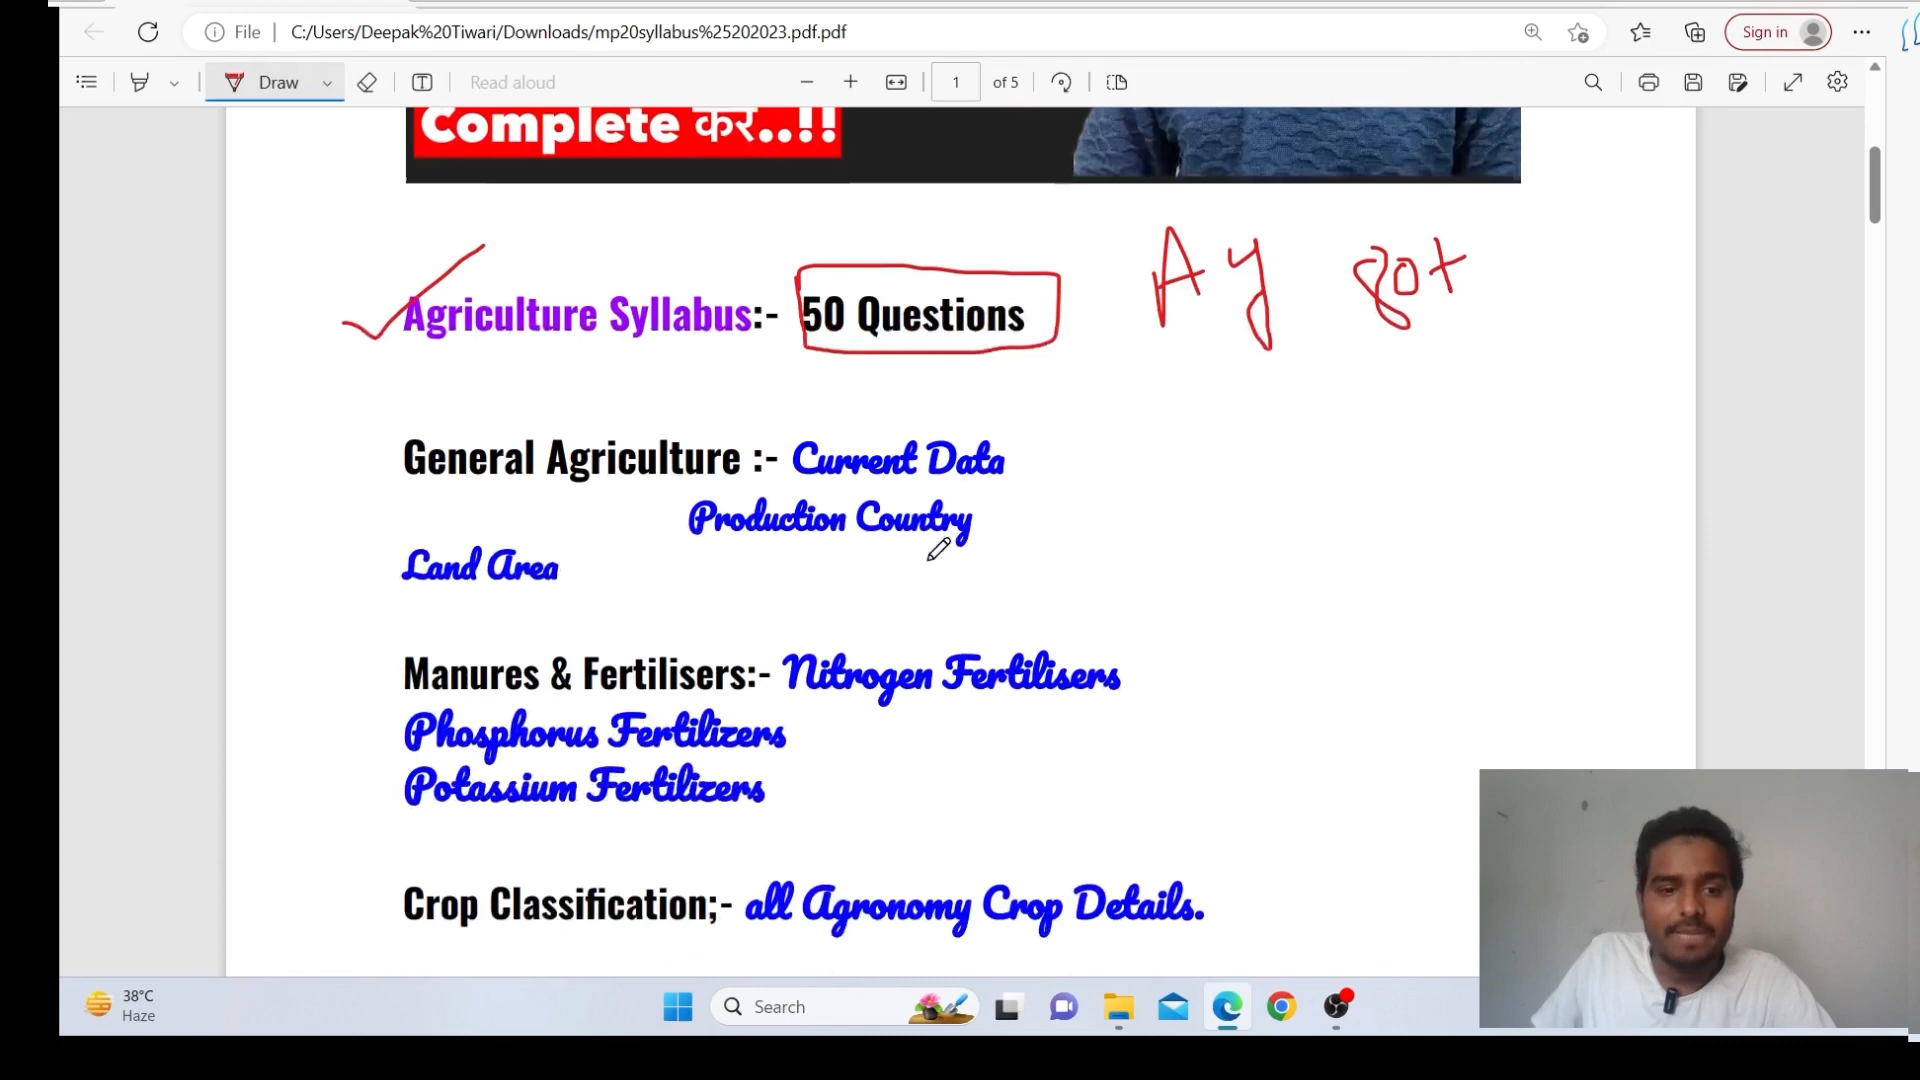 File
C:/Users/Deepak%20Tiwari/Downloads/mp20syllabus%25202023.pdf.pdf
Sign in
Draw
Read aloud
1
of 5
Complete करें..!!
Agriculture Syllabus:- 50 Questions
General Agriculture :- Current Data
Production Country
Land Area
Manures & Fertilisers:- Nitrogen Fertilisers
Phosphorus Fertilizers
Potassium Fertilizers
Crop Classification;- all Agronomy Crop Details.
38°C
Haze
Search